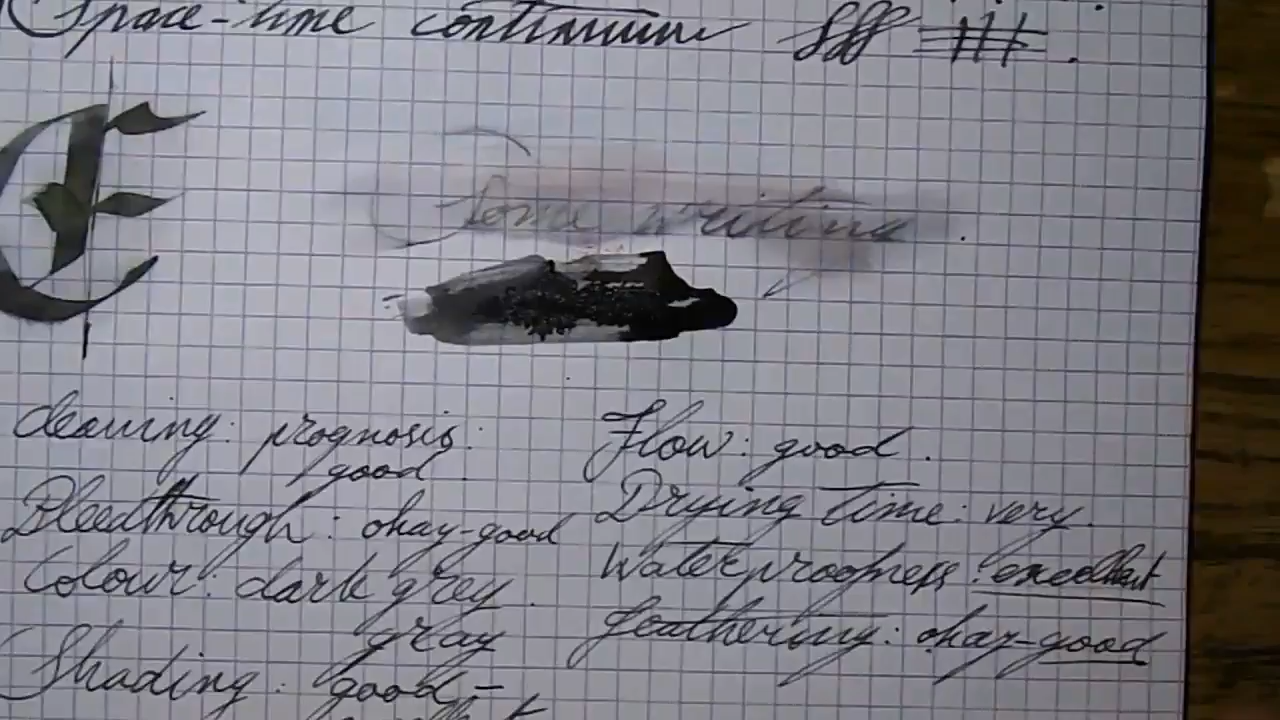 Space-time continuum
E
Some writing.
Cleaning: prognosis:
good.
Bleedthrough: okay-good
Colour: dark grey.
gray
Shading: good-
Flow: good.
Drying time: very.
Waterproofness: excellent
Feathering: okay-good